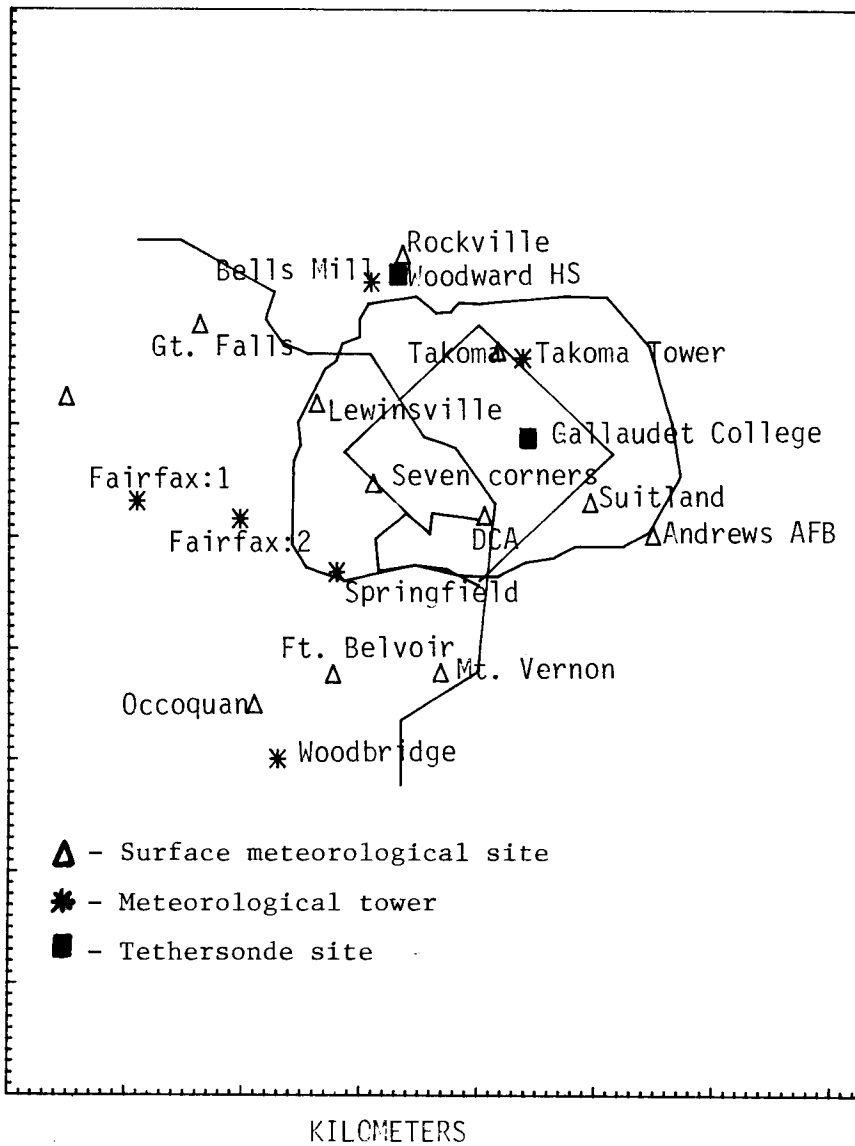 Rockville
Bells Mill
Woodward HS
Gt. Falls
Takoma
Takoma Tower
Lewinsville
Gallaudet College
Seven corners
Fairfax:1
Suitland
Fairfax:2
DCA
Andrews AFB
Springfield
Ft. Belvoir
Mt. Vernon
Occoquan
Woodbridge
- Surface meteorological site
- Meteorological tower
- Tethersonde site
KILOMETERS